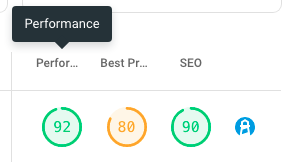 Performance
Perfor... Best Pr... SEO
92 80 90